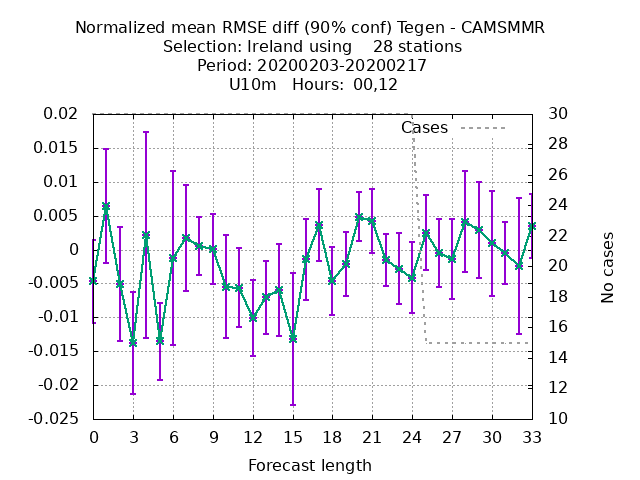 Normalized mean RMSE diff (90% conf) Tegen - CAMSMMR
Selection: Ireland using    28 stations
Period: 20200203-20200217
U10m   Hours:  00,12
Cases
0.02
0.015
0.01
0.005
0
-0.005
-0.01
-0.015
-0.02
-0.025
30
28
26
24
22
20
18
16
14
12
10
No cases
0 3 6 9 12 15 18 21 24 27 30 33
Forecast length